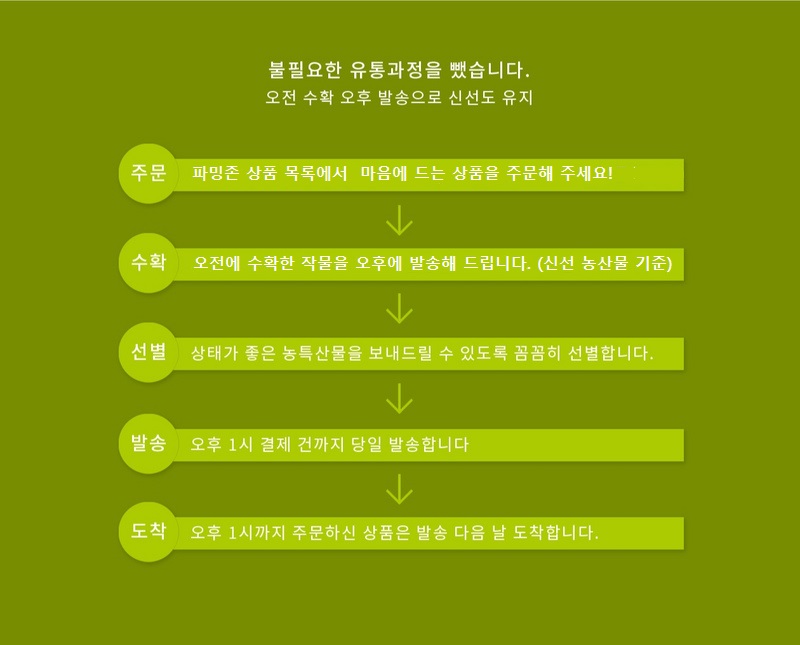 불필요한 유통과정을 뺐습니다.
오전 수확 오후 발송으로 신선도 유지
주문 파밍존 상품 목록에서 마음에 드는 상품을 주문해 주세요!
수확 오전에 수확한 작물을 오후에 발송해 드립니다. (신선 농산물 기준)
선별 상태가 좋은 농특산물을 보내드릴 수 있도록 꼼꼼히 선별합니다.
발송 오후 1시 결제 건까지 당일 발송합니다
도착 오후 1시까지 주문하신 상품은 발송 다음 날 도착합니다.